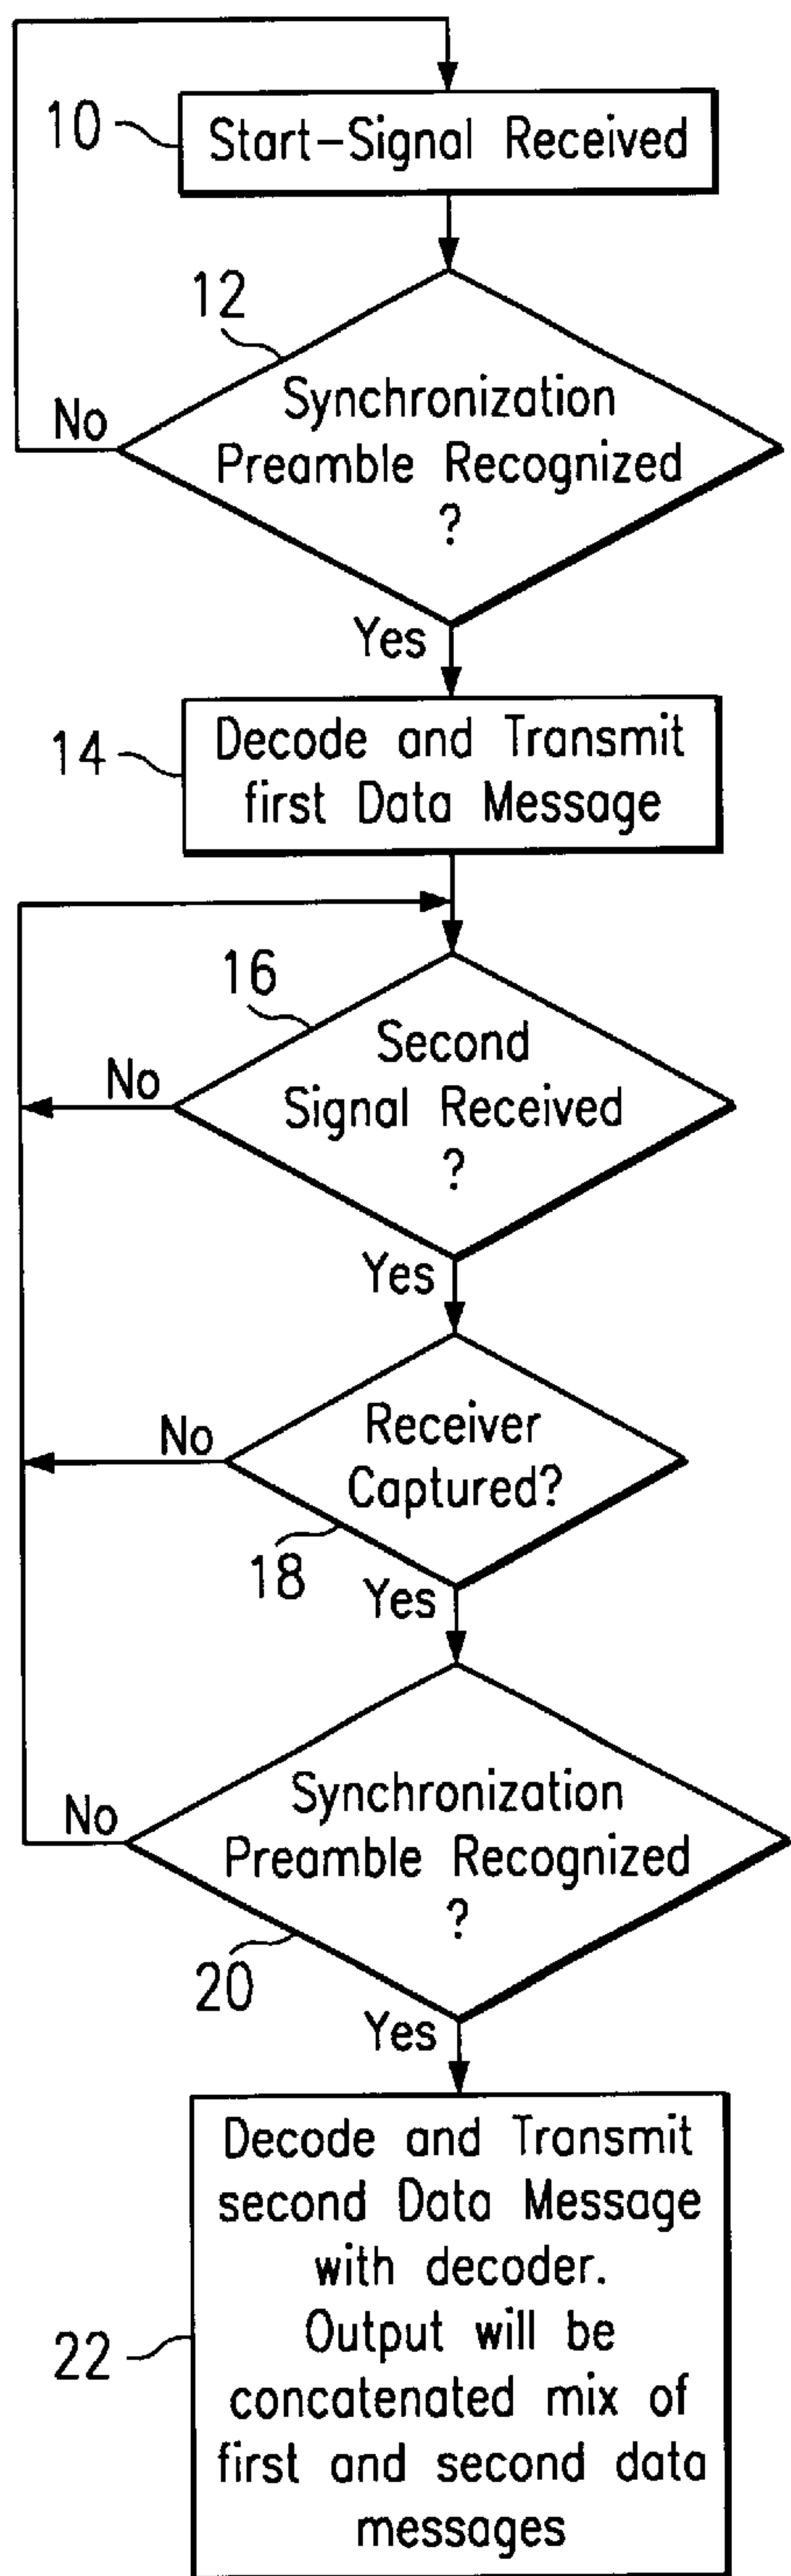 10
Start-Signal Received
12
Synchronization
Preamble Recognized
?
No
Yes
14
Decode and Transmit
first Data Message
16
Second
Signal Received
?
No
Yes
Receiver
Captured?
No
18
Yes
Synchronization
Preamble Recognized
?
No
20
Yes
22
Decode and Transmit
second Data Message
with decoder.
Output will be
concatenated mix of
first and second data
messages